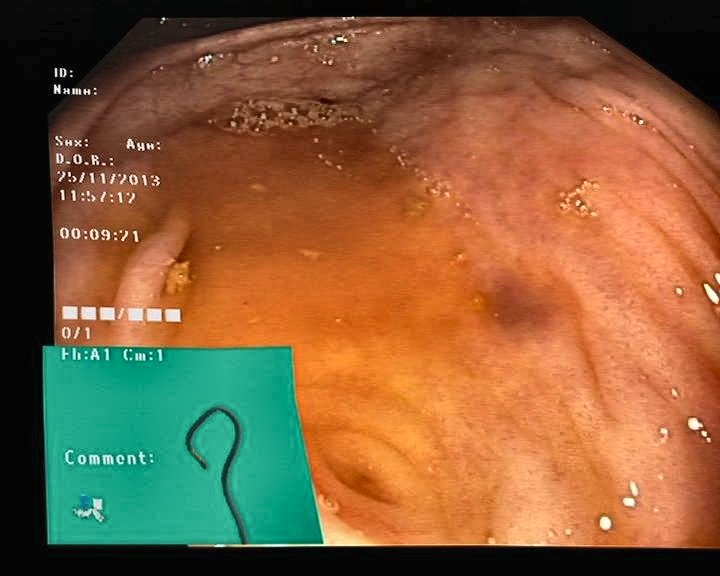 ID:
Name:
Sex: Age:
D.O.B.:
25/11/2013
11:57:12
00:09:21
■■■/■■■
0/1
Eh:A1 Cm:1
Comment: